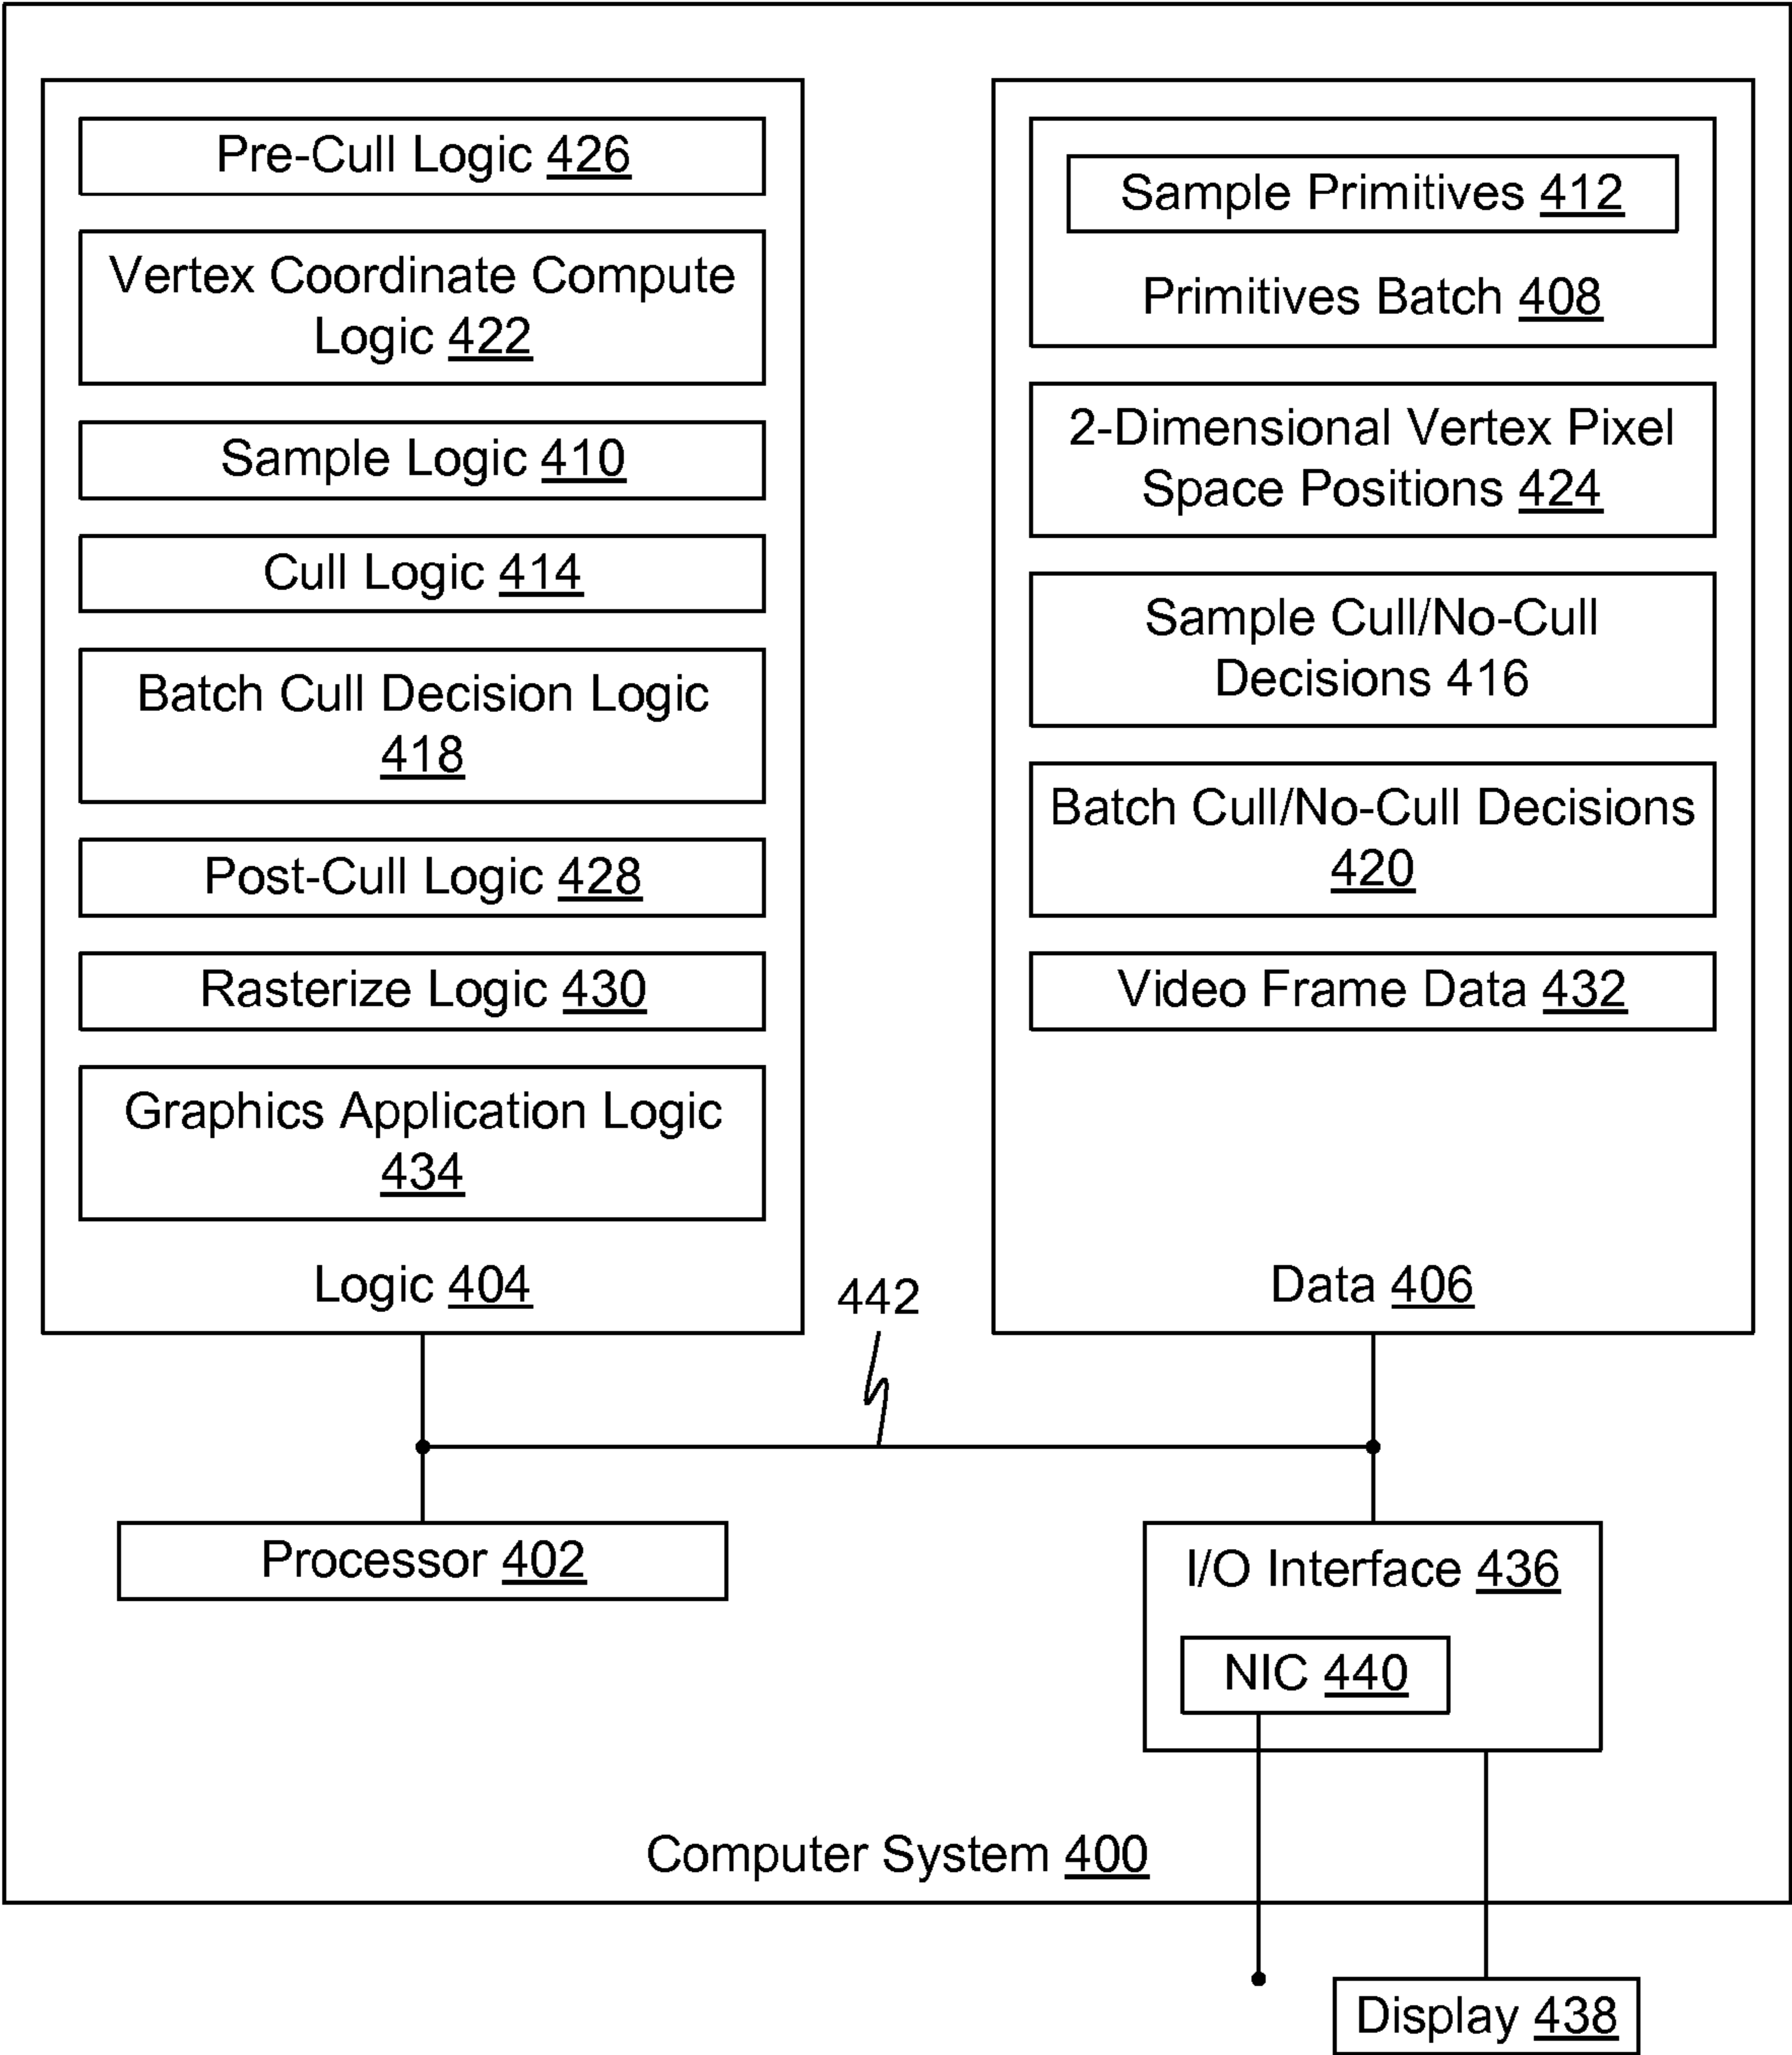 Pre-Cull Logic 426
Vertex Coordinate Compute
Logic 422
Sample Logic 410
Cull Logic 414
Batch Cull Decision Logic
418
Post-Cull Logic 428
Rasterize Logic 430
Graphics Application Logic
434
Logic 404
Sample Primitives 412
Primitives Batch 408
2-Dimensional Vertex Pixel
Space Positions 424
Sample Cull/No-Cull
Decisions 416
Batch Cull/No-Cull Decisions
420
Video Frame Data 432
Data 406
442
Processor 402
I/O Interface 436
NIC 440
Computer System 400
Display 438